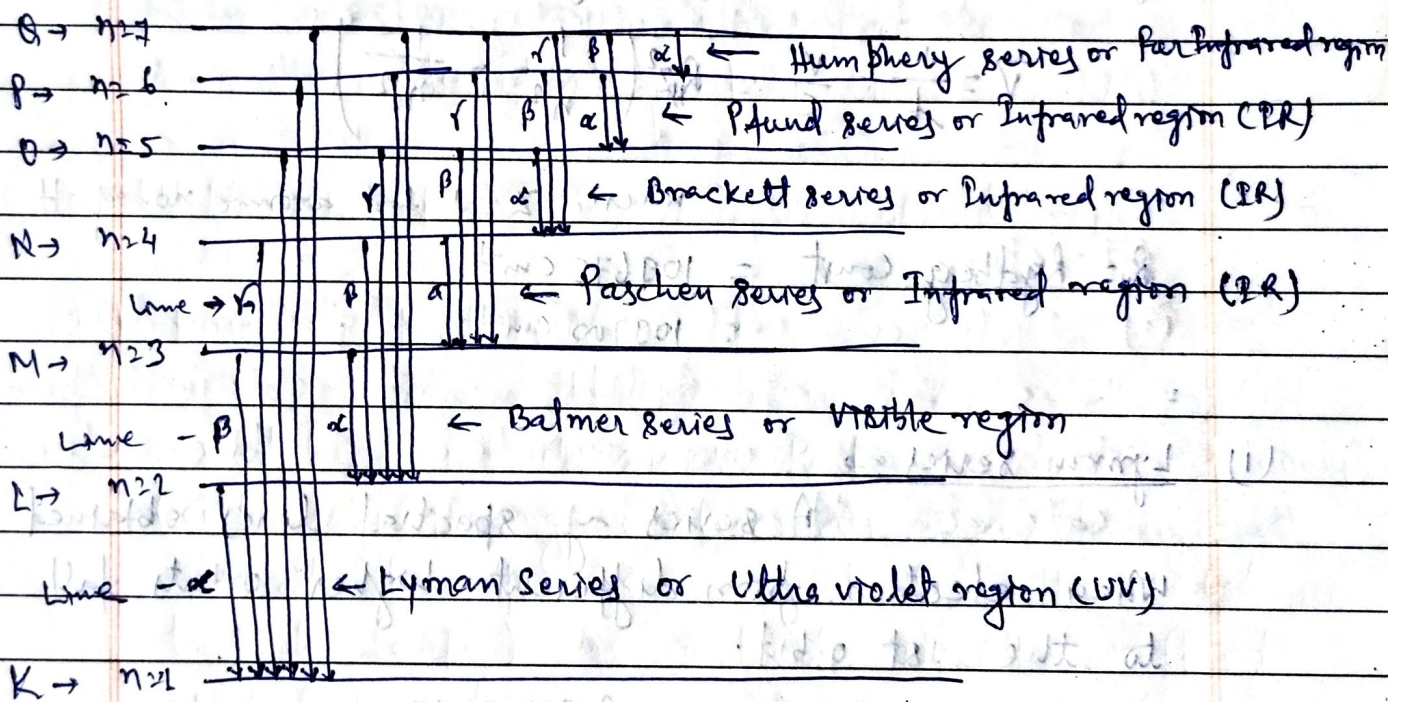 Q→ n=7 γ β α ← Humphery series or Far Infrared region
P→ n=6 γ β α ← Pfund series or Infrared region (IR)
O→ n=5 γ β α ← Brackett series or Infrared region (IR)
N→ n=4
Line → γ β α ← Paschen series or Infrared region (IR)
M→ n=3
Line - β α ← Balmer series or Visible region
L→ n=2
Line - α ← Lyman Series or Ultra violet region (UV)
K→ n=1